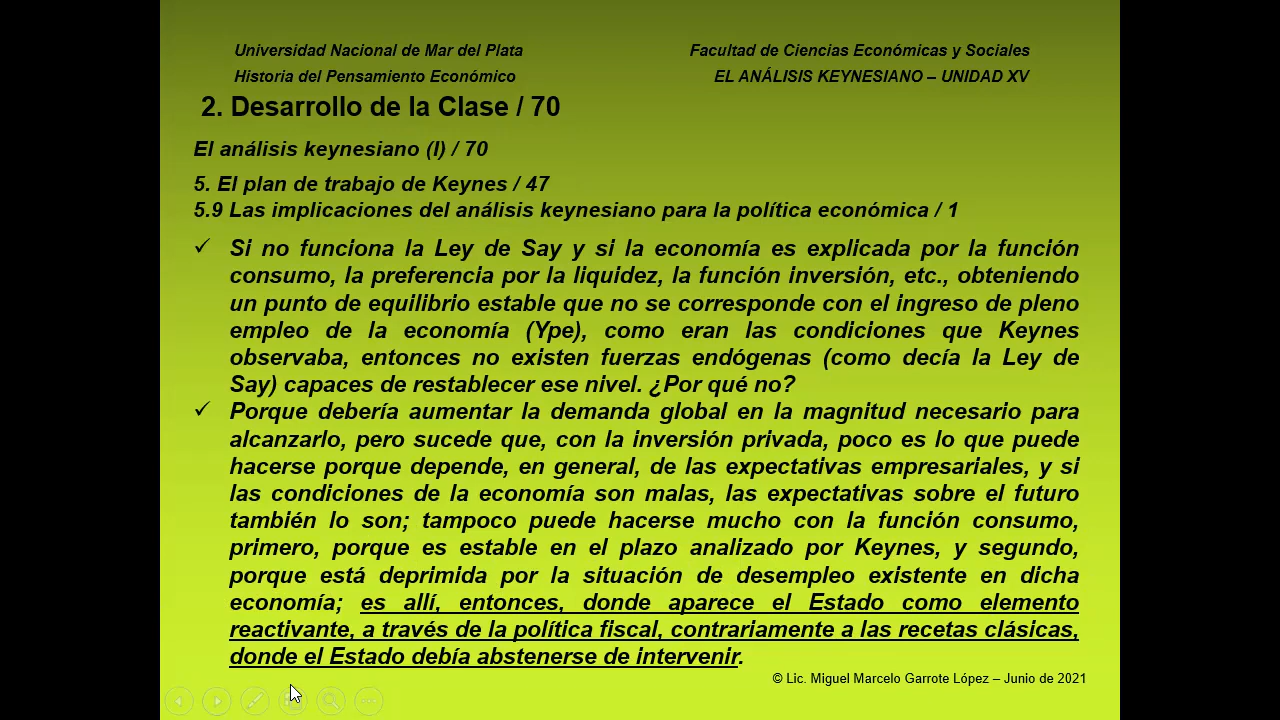 Universidad Nacional de Mar del Plata
Facultad de Ciencias Económicas y Sociales
Historia del Pensamiento Económico
EL ANÁLISIS KEYNESIANO – UNIDAD XV
2. Desarrollo de la Clase / 70
El análisis keynesiano (I) / 70
5. El plan de trabajo de Keynes / 47
5.9 Las implicaciones del análisis keynesiano para la política económica / 1
✓ Si no funciona la Ley de Say y si la economía es explicada por la función
consumo, la preferencia por la liquidez, la función inversión, etc., obteniendo
un punto de equilibrio estable que no se corresponde con el ingreso de pleno
empleo de la economía (Ype), como eran las condiciones que Keynes
observaba, entonces no existen fuerzas endógenas (como decía la Ley de
Say) capaces de restablecer ese nivel. ¿Por qué no?
✓ Porque debería aumentar la demanda global en la magnitud necesario para
alcanzarlo, pero sucede que, con la inversión privada, poco es lo que puede
hacerse porque depende, en general, de las expectativas empresariales, y si
las condiciones de la economía son malas, las expectativas sobre el futuro
también lo son; tampoco puede hacerse mucho con la función consumo,
primero, porque es estable en el plazo analizado por Keynes, y segundo,
porque está deprimida por la situación de desempleo existente en dicha
economía; es allí, entonces, donde aparece el Estado como elemento
reactivante, a través de la política fiscal, contrariamente a las recetas clásicas,
donde el Estado debía abstenerse de intervenir.
© Lic. Miguel Marcelo Garrote López – Junio de 2021